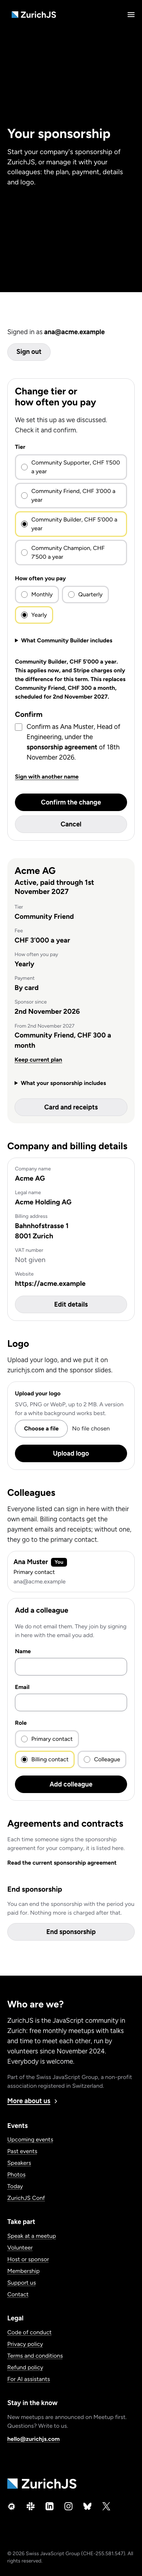 ZurichJS
Your sponsorship
Start your company's sponsorship of
ZurichJS, or manage it with your
colleagues: the plan, payment, details
and logo.
Signed in as ana@acme.example
Sign out
Change tier or
how often you pay
We set this up as we discussed.
Check it and confirm.
Tier
Community Supporter, CHF 1'500
a year
Community Friend, CHF 3'000 a
year
Community Builder, CHF 5'000 a
year
Community Champion, CHF
7'500 a year
How often you pay
Monthly
Quarterly
Yearly
What Community Builder includes
Community Builder, CHF 5'000 a year.
This applies now, and Stripe charges only
the difference for this term. This replaces
Community Friend, CHF 300 a month,
scheduled for 2nd November 2027.
Confirm
Confirm as Ana Muster, Head of
Engineering, under the
sponsorship agreement of 18th
November 2026.
Sign with another name
Confirm the change
Cancel
Acme AG
Active, paid through 1st
November 2027
Tier
Community Friend
Fee
CHF 3'000 a year
How often you pay
Yearly
Payment
By card
Sponsor since
2nd November 2026
From 2nd November 2027
Community Friend, CHF 300 a
month
Keep current plan
What your sponsorship includes
Card and receipts
Company and billing details
Company name
Acme AG
Legal name
Acme Holding AG
Billing address
Bahnhofstrasse 1
8001 Zurich
VAT number
Not given
Website
https://acme.example
Edit details
Logo
Upload your logo, and we put it on
zurichjs.com and the sponsor slides.
Upload your logo
SVG, PNG or WebP, up to 2 MB. A version
for a white background works best.
Choose a file No file chosen
Upload logo
Colleagues
Everyone listed can sign in here with their
own email. Billing contacts get the
payment emails and receipts; without one,
they go to the primary contact.
Ana Muster You
Primary contact
ana@acme.example
Add a colleague
We do not email them. They join by signing
in here with the email you add.
Name
Email
Role
Primary contact
Billing contact
Colleague
Add colleague
Agreements and contracts
Each time someone signs the sponsorship
agreement for your company, it is listed here.
Read the current sponsorship agreement
End sponsorship
You can end the sponsorship with the period you
paid for. Nothing more is charged after that.
End sponsorship
Who are we?
ZurichJS is the JavaScript community in
Zurich: free monthly meetups with talks
and time to meet each other, run by
volunteers since November 2024.
Everybody is welcome.
Part of the Swiss JavaScript Group, a non-profit
association registered in Switzerland.
More about us
Events
Upcoming events
Past events
Speakers
Photos
Today
ZurichJS Conf
Take part
Speak at a meetup
Volunteer
Host or sponsor
Membership
Support us
Contact
Legal
Code of conduct
Privacy policy
Terms and conditions
Refund policy
For AI assistants
Stay in the know
New meetups are announced on Meetup first.
Questions? Write to us.
hello@zurichjs.com
ZurichJS
© 2026 Swiss JavaScript Group (CHE-255.581.547). All
rights reserved.